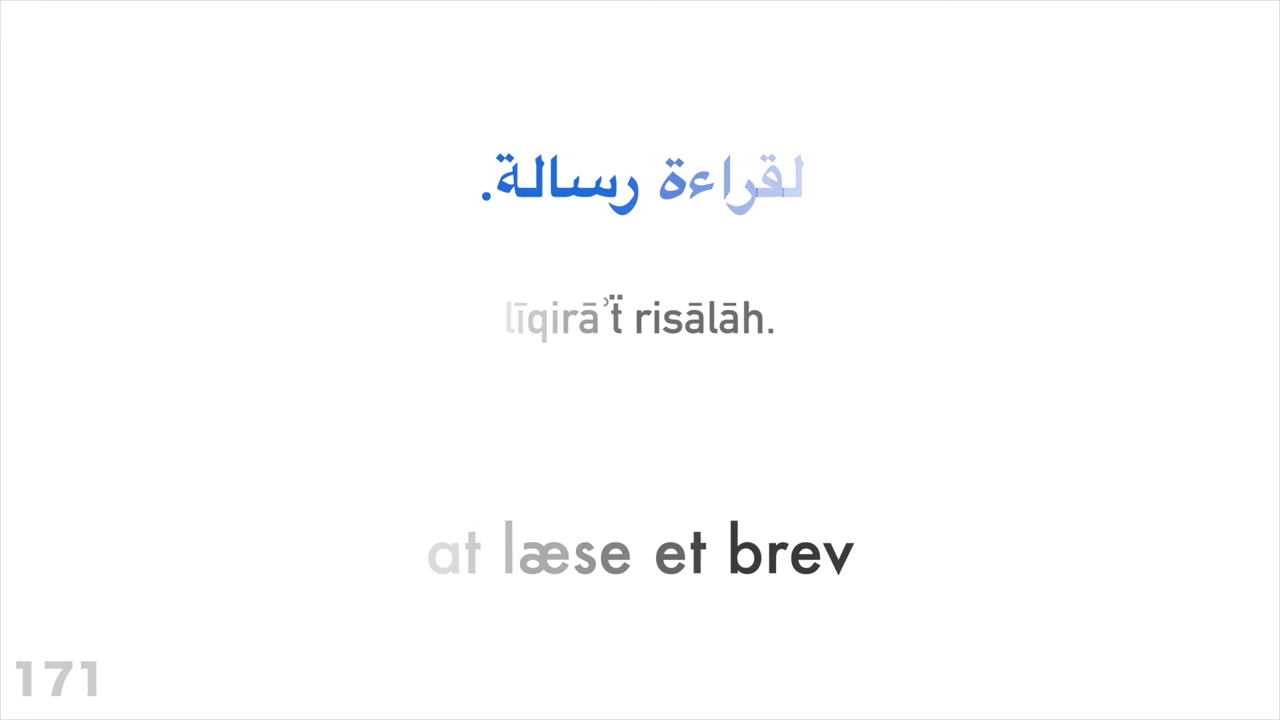 لقراءة رسالة.
līqirāʾẗ risālāh.
at læse et brev
171